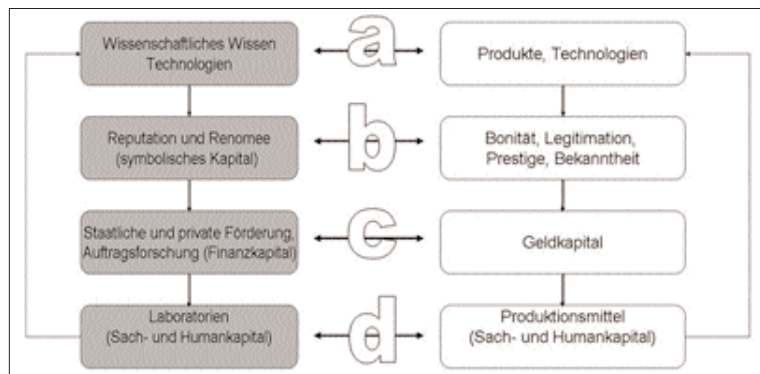 Wissenschaftliches Wissen
Technologien
a
Produkte, Technologien
Reputation und Renomee
(symbolisches Kapital)
b
Bonität, Legitimation,
Prestige, Bekanntheit
Staatliche und private Förderung,
Auftragsforschung (Finanzkapital)
c
Geldkapital
Laboratorien
(Sach- und Humankapital)
d
Produktionsmittel
(Sach- und Humankapital)